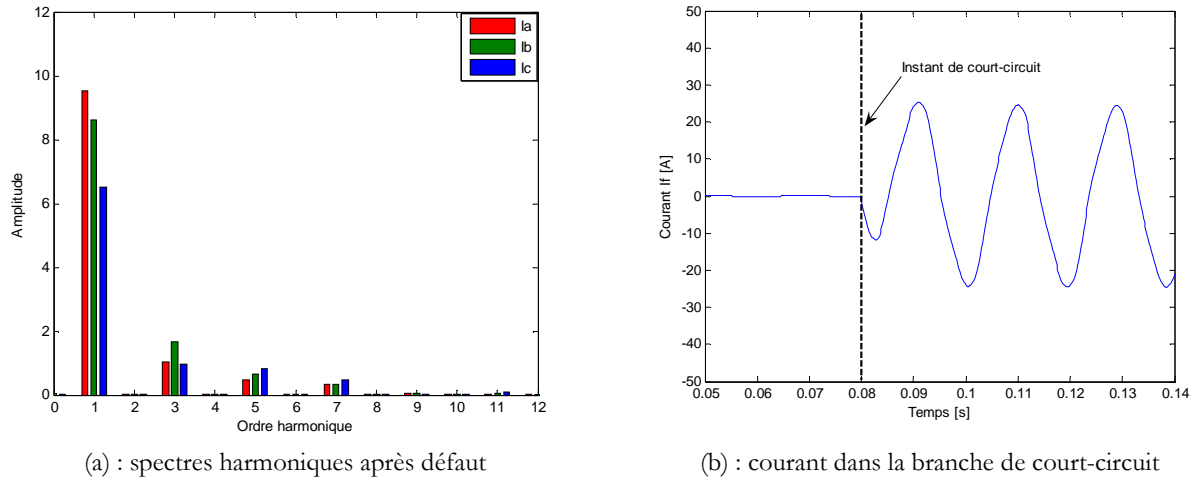 12
10
8
6
4
2
0
Amplitude
Ia
Ib
Ic
0 1 2 3 4 5 6 7 8 9 10 11 12
Ordre harmonique
(a) : spectres harmoniques après défaut
50
40
30
20
10
0
-10
-20
-30
-40
-50
Courant If [A]
Instant de court-circuit
0.05 0.06 0.07 0.08 0.09 0.1 0.11 0.12 0.13 0.14
Temps [s]
(b) : courant dans la branche de court-circuit